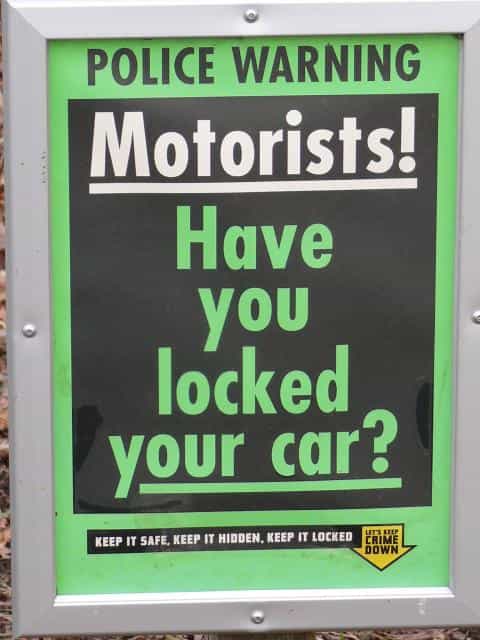 POLICE WARNING
Motorists!
Have
you
locked
your car?
KEEP IT SAFE, KEEP IT HIDDEN, KEEP IT LOCKED
LET'S KEEP
CRIME
DOWN